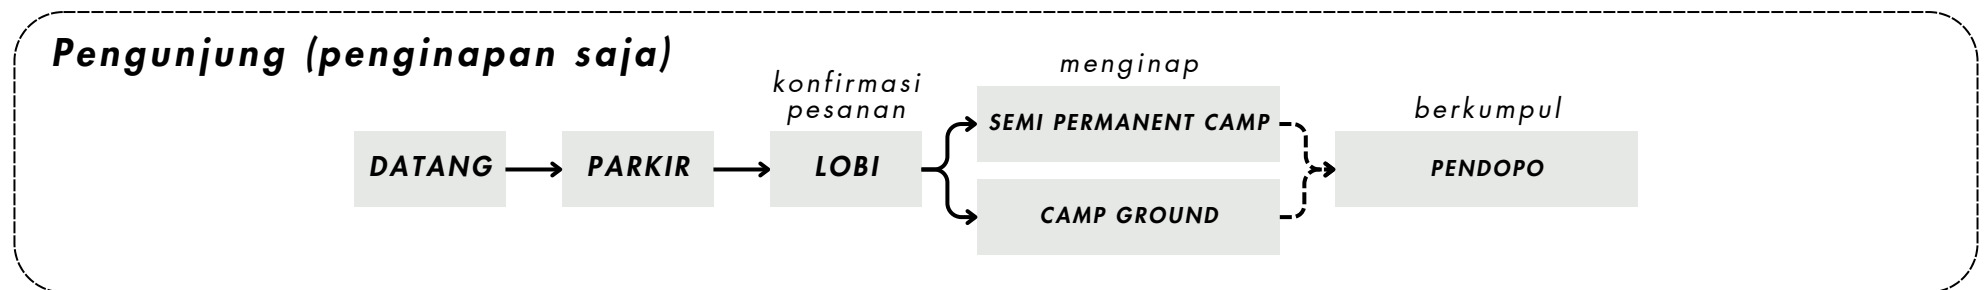 Pengunjung (penginapan saja)
DATANG
PARKIR
konfirmasi
pesanan
LOBI
menginap
SEMI PERMANENT CAMP
CAMP GROUND
berkumpul
PENDOPO